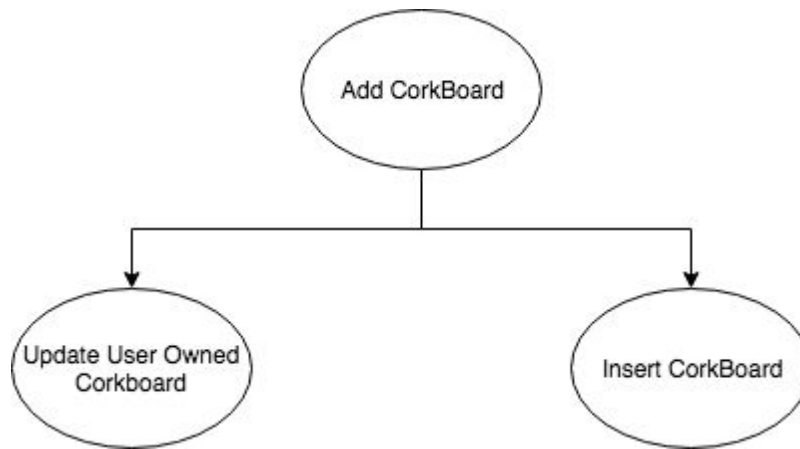 Add CorkBoard
Update User Owned
Corkboard
Insert CorkBoard